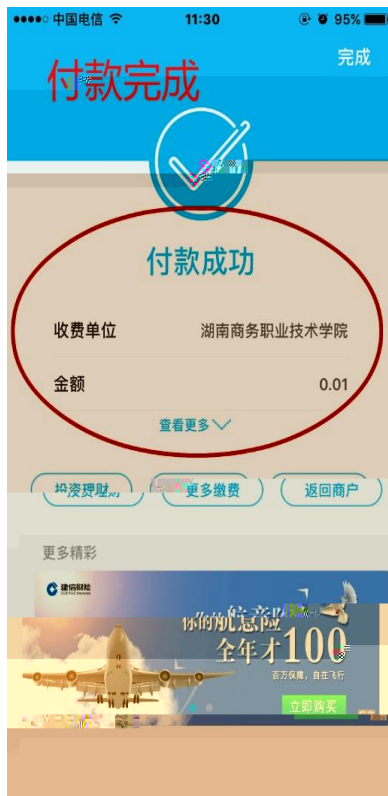 中国电信 11:30 95%
完成
付款完成
付款成功
收费单位 湖南商务职业技术学院
金额 0.01
查看更多
投资理财 更多缴费 返回商户
更多精彩
建信财险
你的航意险
全年才100
百万保障，自在飞行
立即购买